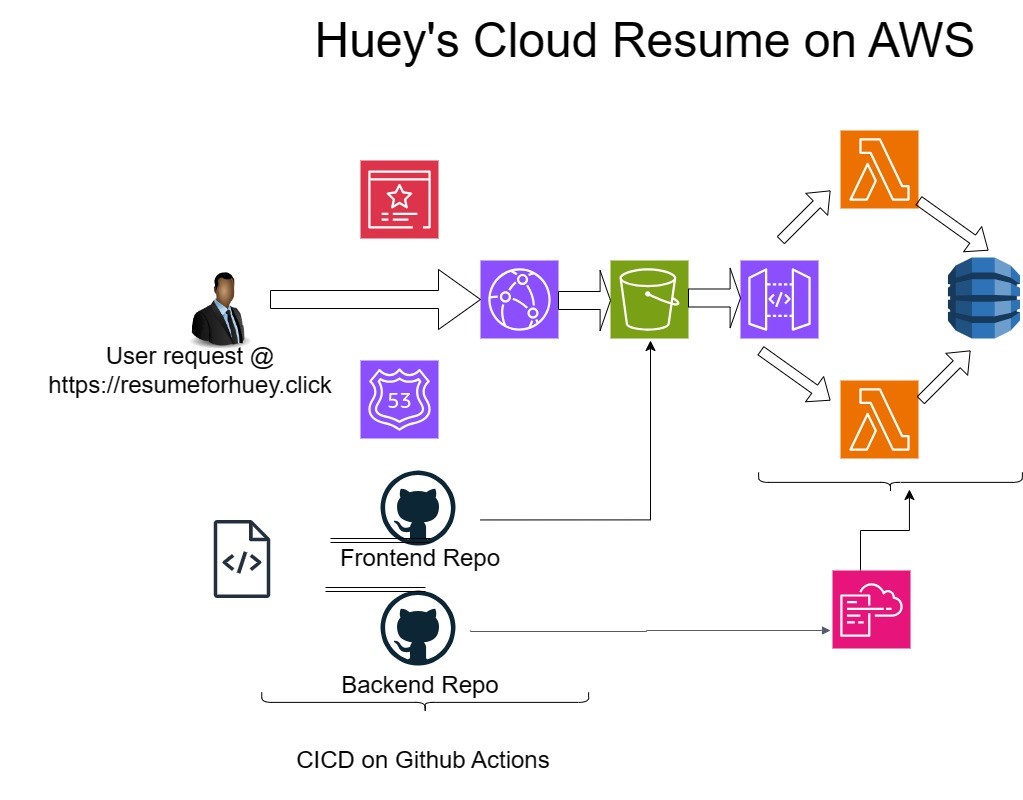 Huey's Cloud Resume on AWS
User request @
https://resumeforhuey.click
53
Frontend Repo
</>
</>
Backend Repo
CICD on Github Actions